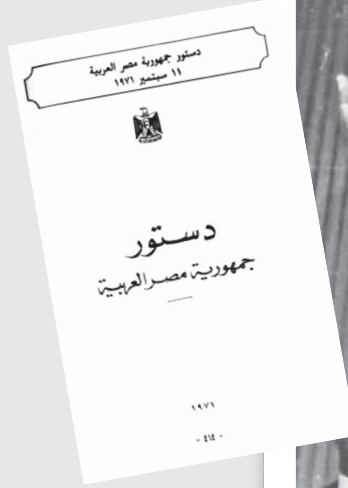 دستور جمهورية مصر العربية
١١ سبتمبر ١٩٧١
دستور
جمهورية مصر العربية
١٩٧١
- ٤١٤ -